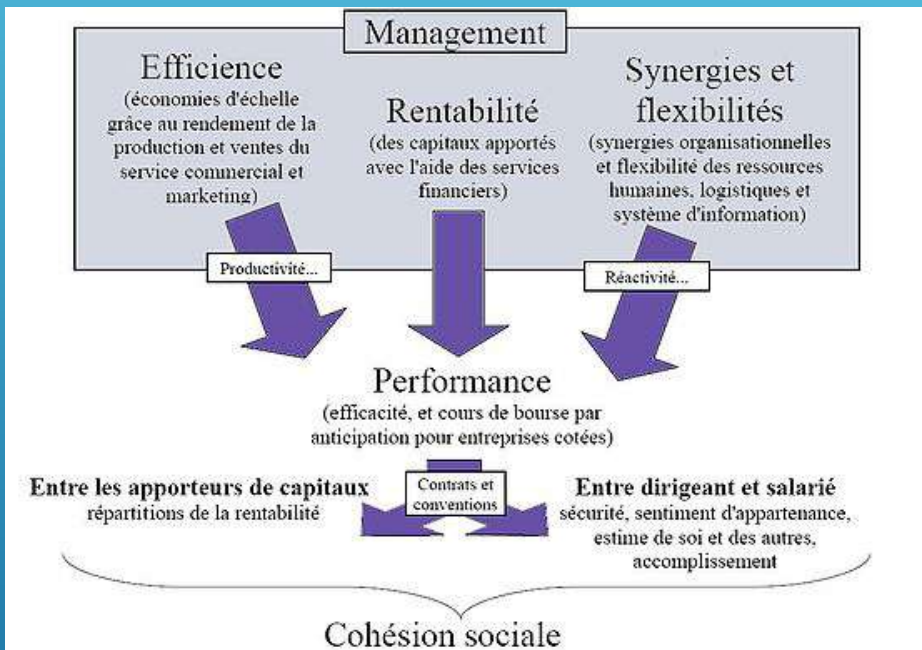 Management
Efficience
(économies d'échelle
grâce au rendement de la
production et ventes du
service commercial et
marketing)
Rentabilité
(des capitaux apportés
avec l'aide des services
financiers)
Synergies et
flexibilités
(synergies organisationnelles
et flexibilité des ressources
humaines, logistiques et
système d'information)
Productivité...
Réactivité...
Performance
(efficacité, et cours de bourse par
anticipation pour entreprises cotées)
Contrats et
conventions
Entre les apporteurs de capitaux
répartitions de la rentabilité
Entre dirigeant et salarié
sécurité, sentiment d'appartenance,
estime de soi et des autres,
accomplissement
Cohésion sociale